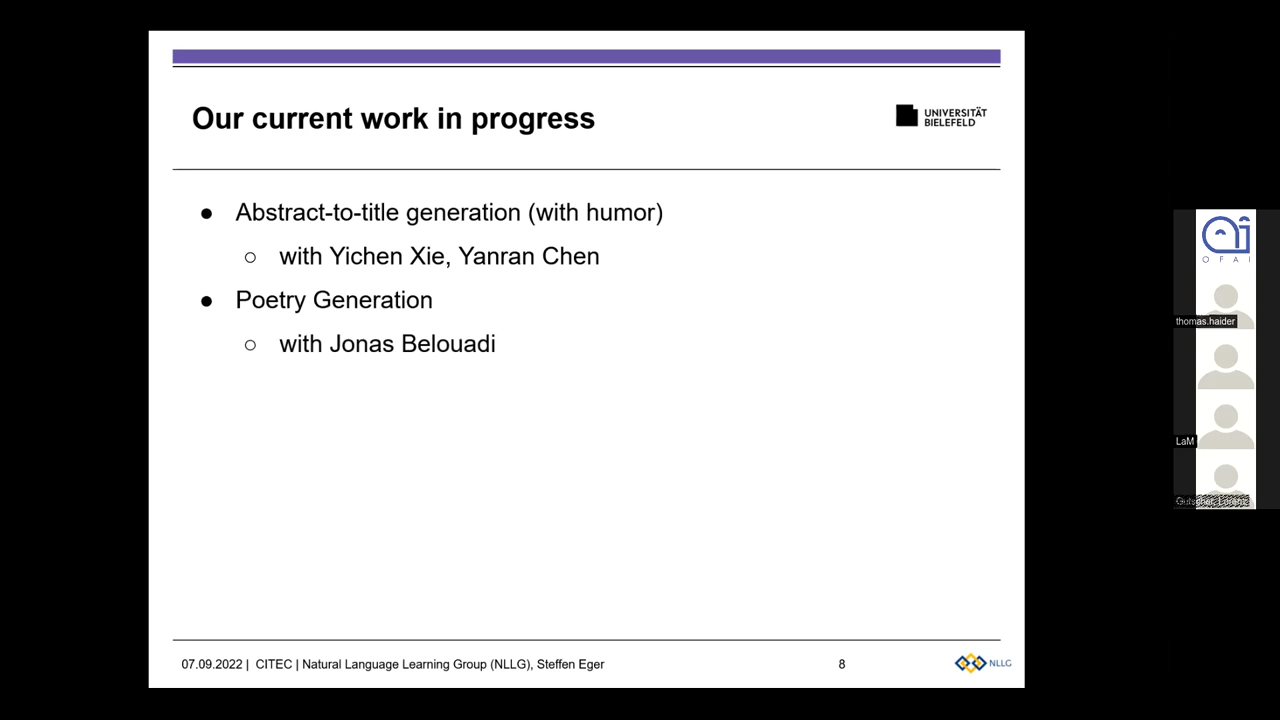 Our current work in progress
UNIVERSITÄT
BIELEFELD
● Abstract-to-title generation (with humor)
○ with Yichen Xie, Yanran Chen
● Poetry Generation
○ with Jonas Belouadi
07.09.2022 | CITEC | Natural Language Learning Group (NLLG), Steffen Eger
8
NLLG
OFAI
thomas.haider
LaM